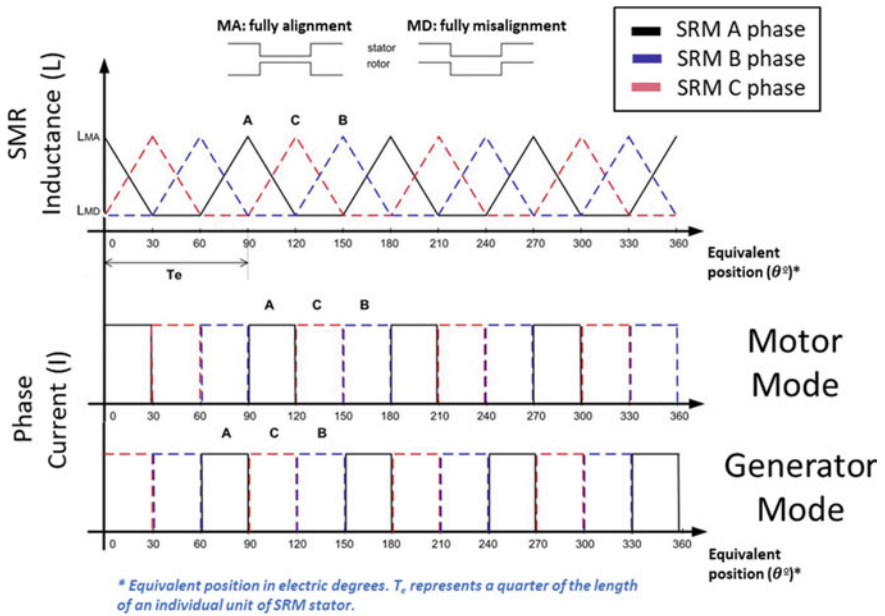 MA: fully alignment
MD: fully misalignment
stator
rotor
SRM A phase
SRM B phase
SRM C phase
SMR
Inductance (L)
A C B
LMA
LMD
0 30 60 90 120 150 180 210 240 270 300 330 360
Equivalent
position (θº)*
Te
Phase
Current (I)
A C B
Motor
Mode
0 30 60 90 120 150 180 210 240 270 300 330 360
A C B
Generator
Mode
0 30 60 90 120 150 180 210 240 270 300 330 360
Equivalent
position (θº)*
* Equivalent position in electric degrees. Te represents a quarter of the length
of an individual unit of SRM stator.